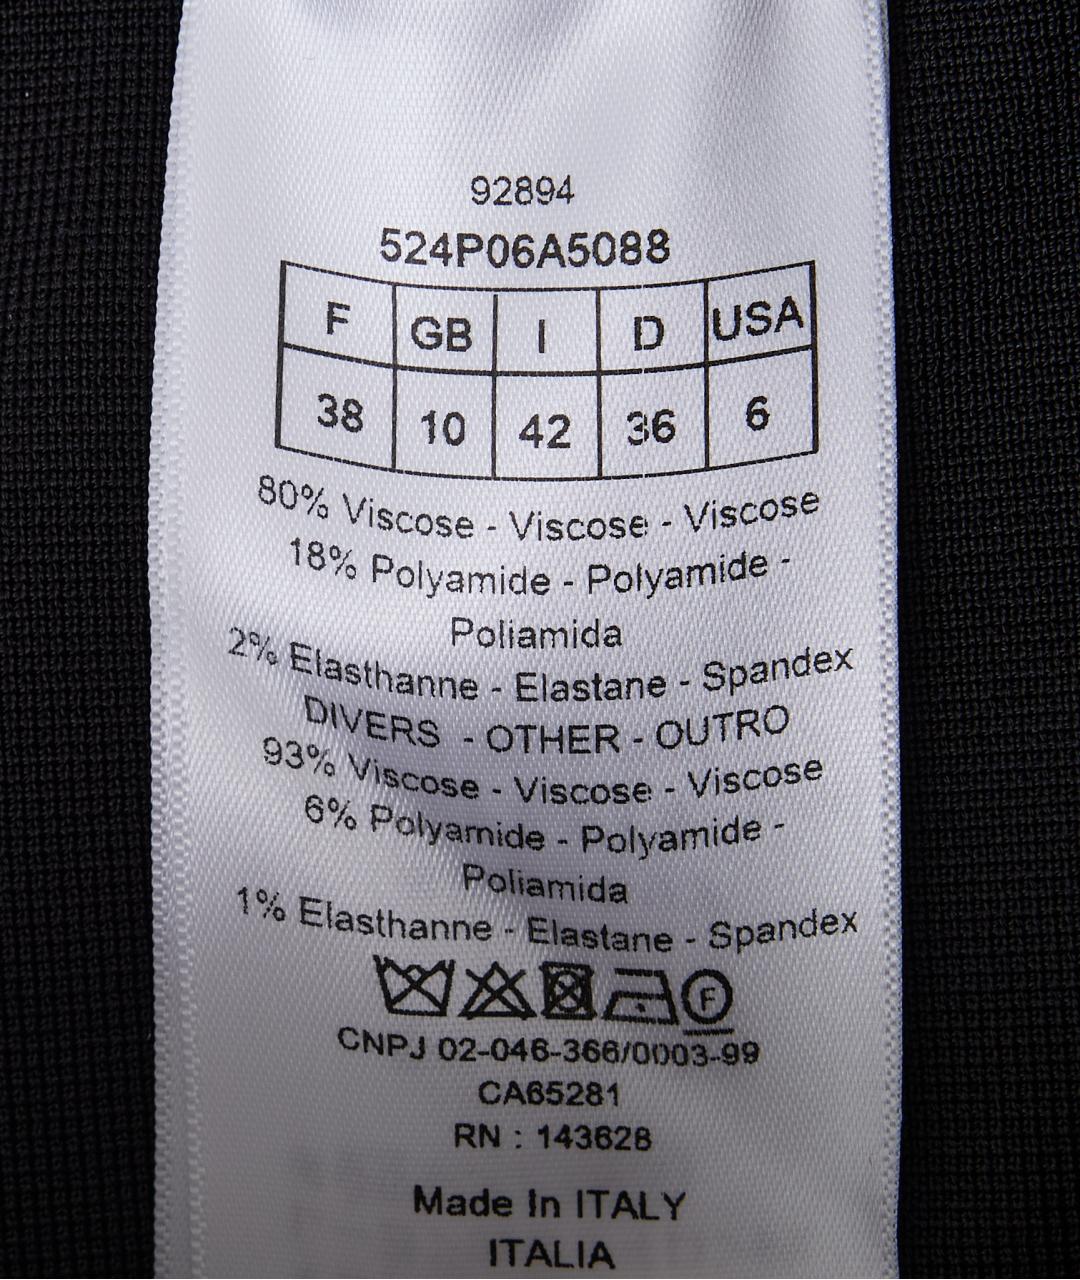 92894
524P06A5088
F GB I D USA
38 10 42 36 6
80% Viscose - Viscose - Viscose
18% Polyamide - Polyamide -
Poliamida
2% Elasthanne - Elastane - Spandex
DIVERS - OTHER - OUTRO
93% Viscose - Viscose - Viscose
6% Polyamide - Polyamide -
Poliamida
1% Elasthanne - Elastane - Spandex
F
CNPJ 02-046-366/0003-99
CA65281
RN : 143628
Made In ITALY
ITALIA